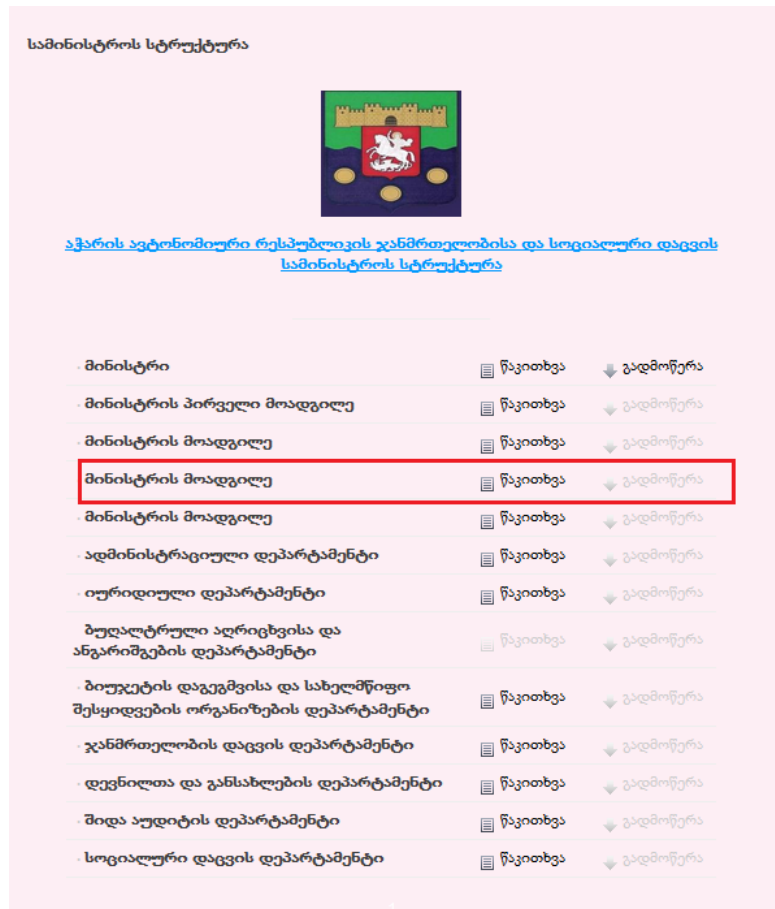 სამინისტროს სტრუქტურა
აჭარის ავტონომიური რესპუბლიკის ჯანმრთელობისა და სოციალური დაცვის
სამინისტროს სტრუქტურა
მინისტრი წაკითხვა გადმოწერა
მინისტრის პირველი მოადგილე წაკითხვა გადმოწერა
მინისტრის მოადგილე წაკითხვა გადმოწერა
მინისტრის მოადგილე წაკითხვა გადმოწერა
მინისტრის მოადგილე წაკითხვა გადმოწერა
ადმინისტრაციული დეპარტამენტი წაკითხვა გადმოწერა
იურიდიული დეპარტამენტი წაკითხვა გადმოწერა
ბუღალტრული აღრიცხვისა და
ანგარიშგების დეპარტამენტი წაკითხვა გადმოწერა
ბიუჯეტის დაგეგმვისა და სახელმწიფო
შესყიდვების ორგანიზების დეპარტამენტი წაკითხვა გადმოწერა
ჯანმრთელობის დაცვის დეპარტამენტი წაკითხვა გადმოწერა
დევნილთა და განსახლების დეპარტამენტი წაკითხვა გადმოწერა
შიდა აუდიტის დეპარტამენტი წაკითხვა გადმოწერა
სოციალური დაცვის დეპარტამენტი წაკითხვა გადმოწერა